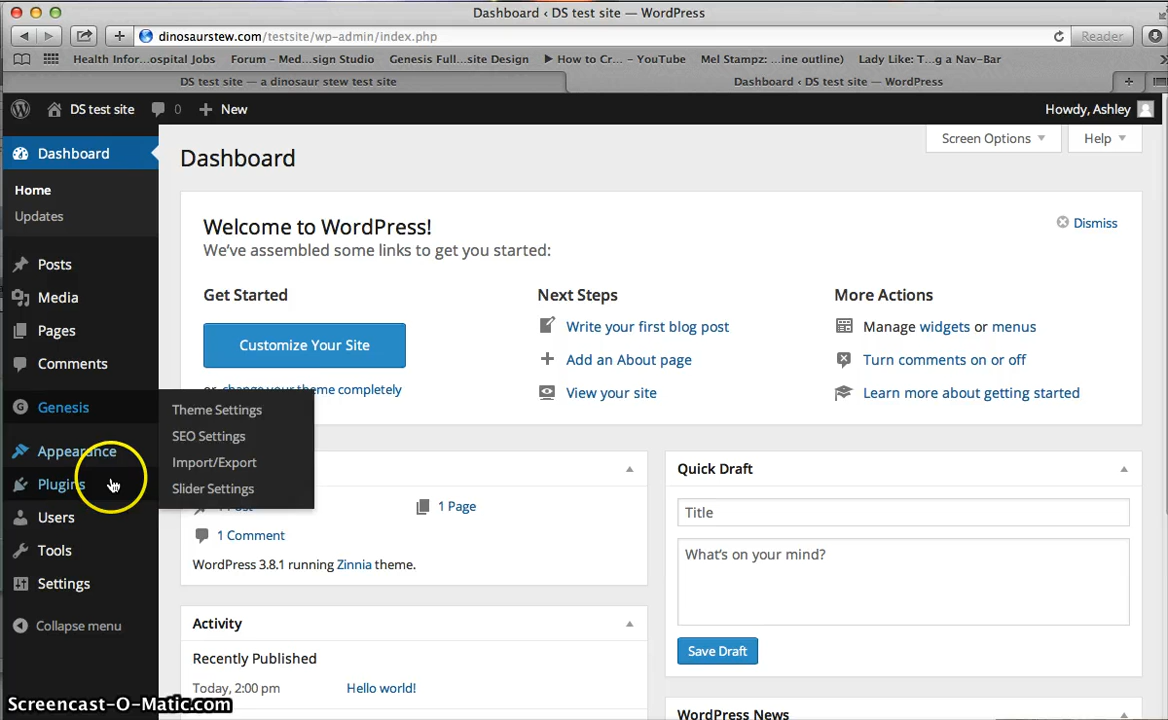 Dashboard ‹ DS test site — WordPress
dinosaurstew.com/testsite/wp-admin/index.php
Reader
Health Infor...ospital Jobs
Forum – Med...sign Studio
Genesis Full...site Design
▶ How to Cr... – YouTube
Mel Stampz: ...ine outline)
Lady Like: T...g a Nav-Bar
DS test site — a dinosaur stew test site
Dashboard ‹ DS test site — WordPress
DS test site
0
+ New
Howdy, Ashley
Dashboard
Home
Updates
Posts
Media
Pages
Comments
Genesis
Appearance
Plugins
Users
Tools
Settings
Collapse menu
Theme Settings
SEO Settings
Import/Export
Slider Settings
Screen Options
Help
Dashboard
Welcome to WordPress!
We've assembled some links to get you started:
Dismiss
Get Started
Customize Your Site
or, change your theme completely
Next Steps
Write your first blog post
Add an About page
View your site
More Actions
Manage widgets or menus
Turn comments on or off
Learn more about getting started
1 Post
1 Page
1 Comment
WordPress 3.8.1 running Zinnia theme.
Activity
Recently Published
Today, 2:00 pm
Hello world!
Quick Draft
Title
What's on your mind?
Save Draft
WordPress News
Screencast-O-Matic.com